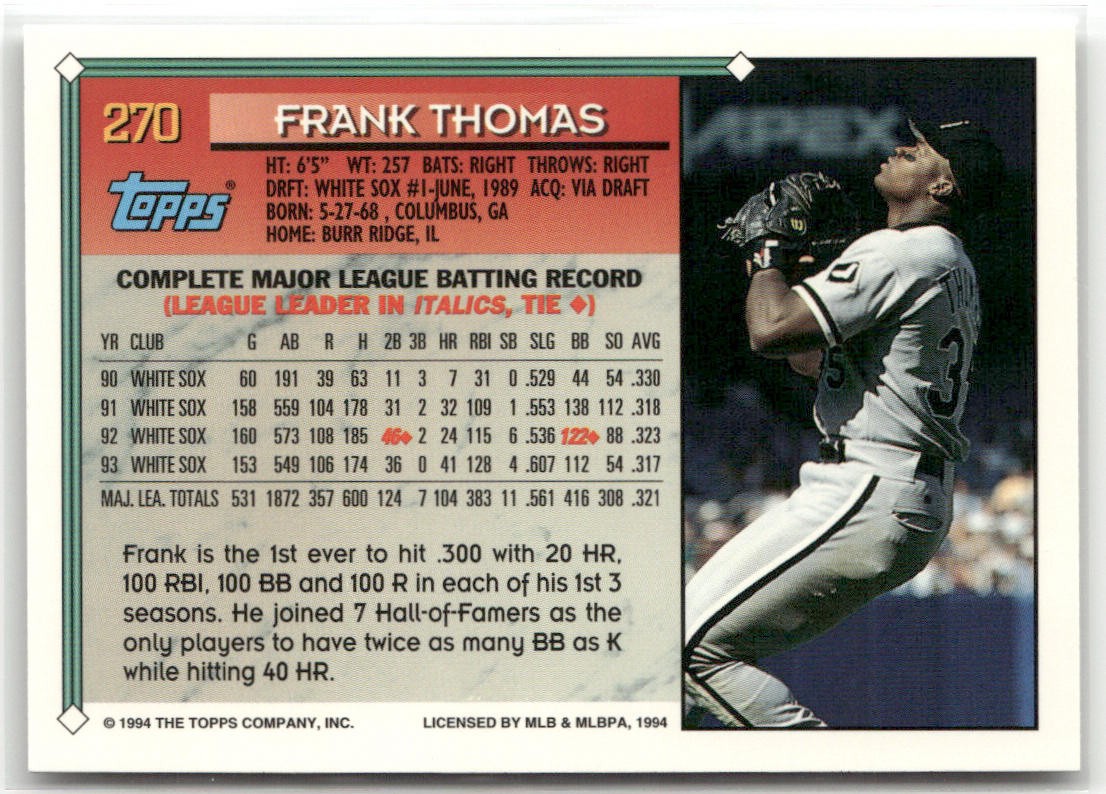 270
FRANK THOMAS
topps®
HT: 6'5" WT: 257 BATS: RIGHT THROWS: RIGHT
DRFT: WHITE SOX #1-JUNE, 1989 ACQ: VIA DRAFT
BORN: 5-27-68 , COLUMBUS, GA
HOME: BURR RIDGE, IL
COMPLETE MAJOR LEAGUE BATTING RECORD
(LEAGUE LEADER IN ITALICS, TIE ◆)
YR CLUB G AB R H 2B 3B HR RBI SB SLG BB SO AVG
90 WHITE SOX 60 191 39 63 11 3 7 31 0 .529 44 54 .330
91 WHITE SOX 158 559 104 178 31 2 32 109 1 .553 138 112 .318
92 WHITE SOX 160 573 108 185 46◆ 2 24 115 6 .536 122◆ 88 .323
93 WHITE SOX 153 549 106 174 36 0 41 128 4 .607 112 54 .317
MAJ. LEA. TOTALS 531 1872 357 600 124 7 104 383 11 .561 416 308 .321
Frank is the 1st ever to hit .300 with 20 HR,
100 RBI, 100 BB and 100 R in each of his 1st 3
seasons. He joined 7 Hall-of-Famers as the
only players to have twice as many BB as K
while hitting 40 HR.
© 1994 THE TOPPS COMPANY, INC. LICENSED BY MLB & MLBPA, 1994
APEX